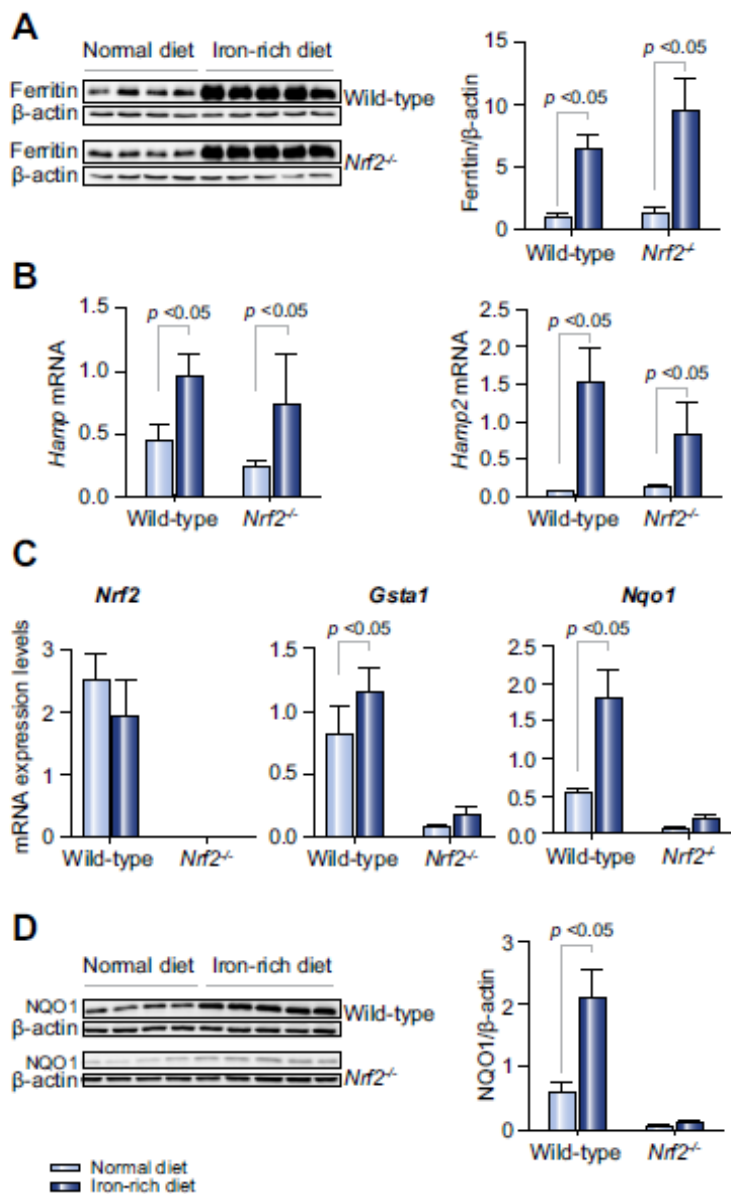 A
Normal diet Iron-rich diet
Ferritin
β-actin
Wild-type
Ferritin
β-actin
Nrf2-/-
Ferritin/β-actin
15
10
5
0
p <0.05
p <0.05
Wild-type Nrf2-/-
B
Hamp mRNA
1.5
1.0
0.5
0.0
p <0.05
p <0.05
Wild-type Nrf2-/-
Hamp2 mRNA
2.5
2.0
1.5
1.0
0.5
0.0
p <0.05
p <0.05
Wild-type Nrf2-/-
C
mRNA expression levels
Nrf2
3
2
1
0
Wild-type Nrf2-/-
Gsta1
1.5
1.0
0.5
0.0
p <0.05
Wild-type Nrf2-/-
Nqo1
2.5
2.0
1.5
1.0
0.5
0.0
p <0.05
Wild-type Nrf2-/
D
Normal diet Iron-rich diet
NQO1
β-actin
Wild-type
NQO1
β-actin
Nrf2-/-
NQO1/β-actin
3
2
1
0
p <0.05
Wild-type Nrf2-/-
Normal diet
Iron-rich diet